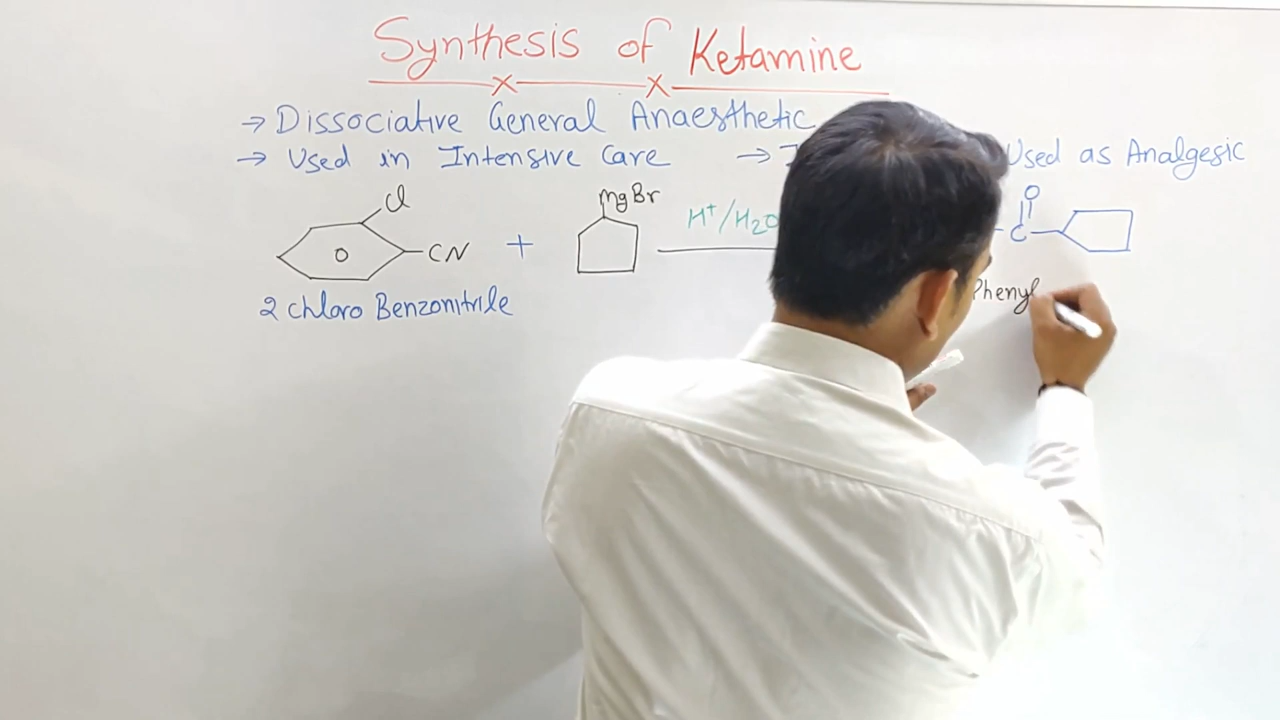 Synthesis of Ketamine
→ Dissociative General Anaesthetic
→ Used in Intensive Care → Used as Analgesic
Cl
MgBr
O
H⁺/H₂O
CN + C
Phenyl
2 chloro Benzonitrile